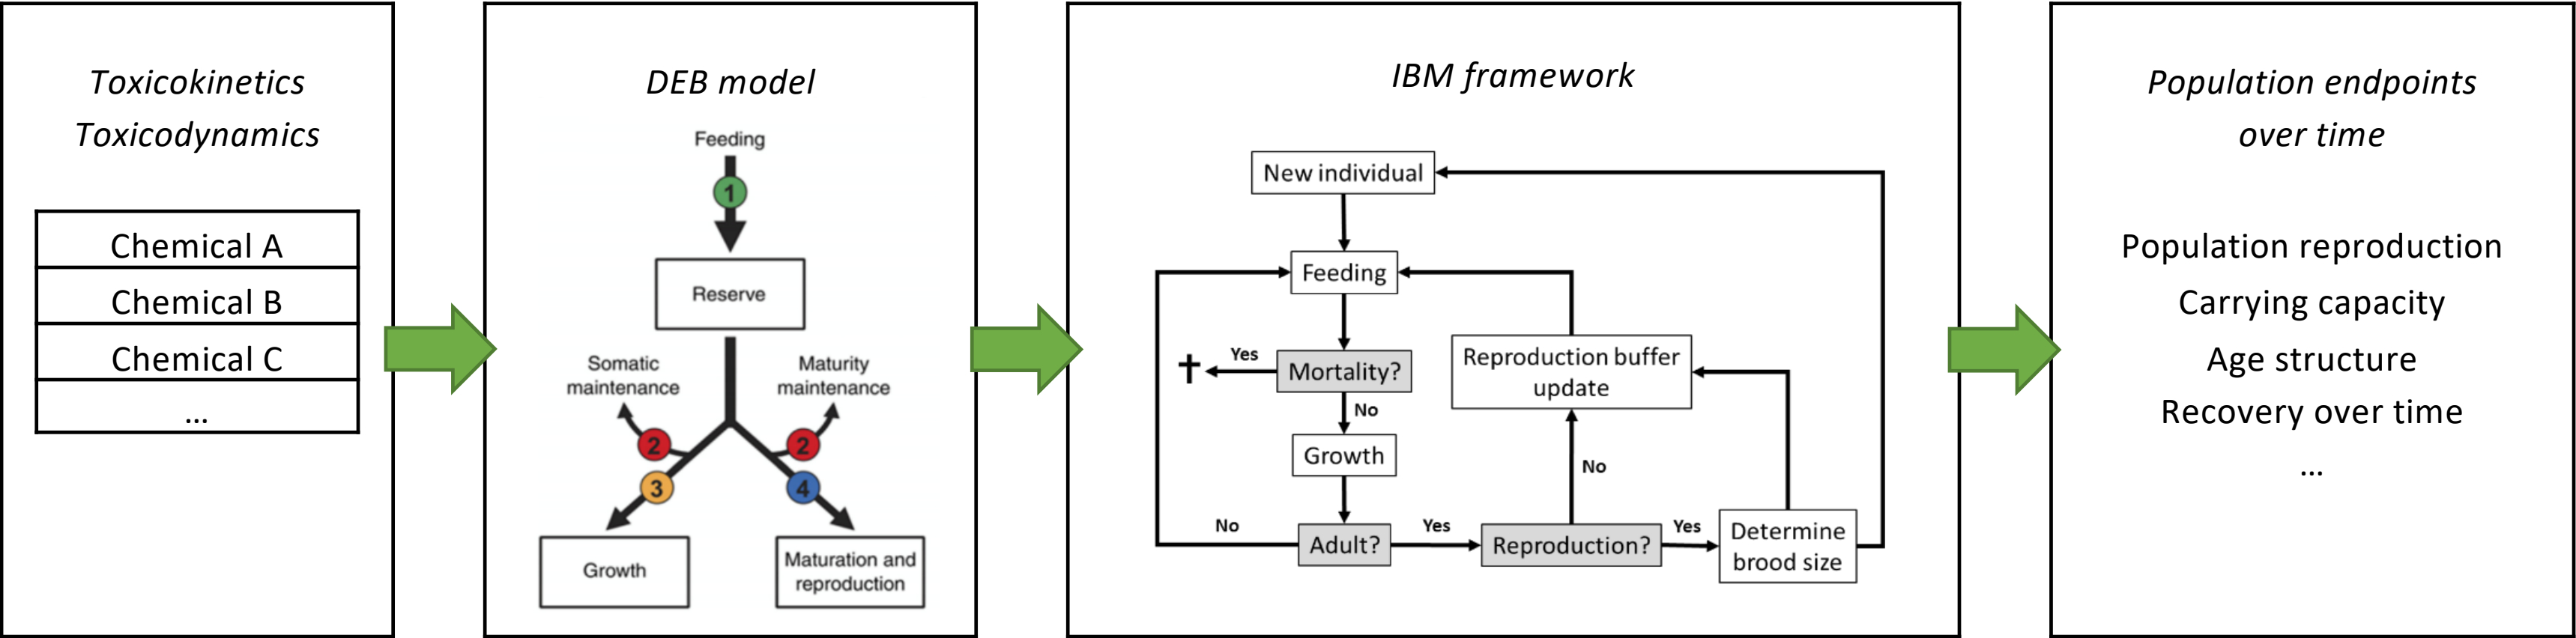 Toxicokinetics
Toxicodynamics
Chemical A
Chemical B
Chemical C
...
DEB model
Feeding
1
Reserve
Somatic
maintenance
Maturity
maintenance
2
2
3
4
Growth
Maturation and
reproduction
IBM framework
New individual
Feeding
Yes
Mortality?
No
Growth
Reproduction buffer
update
No
No
Adult?
Yes
Reproduction?
Yes
Determine
brood size
Population endpoints
over time
Population reproduction
Carrying capacity
Age structure
Recovery over time
...